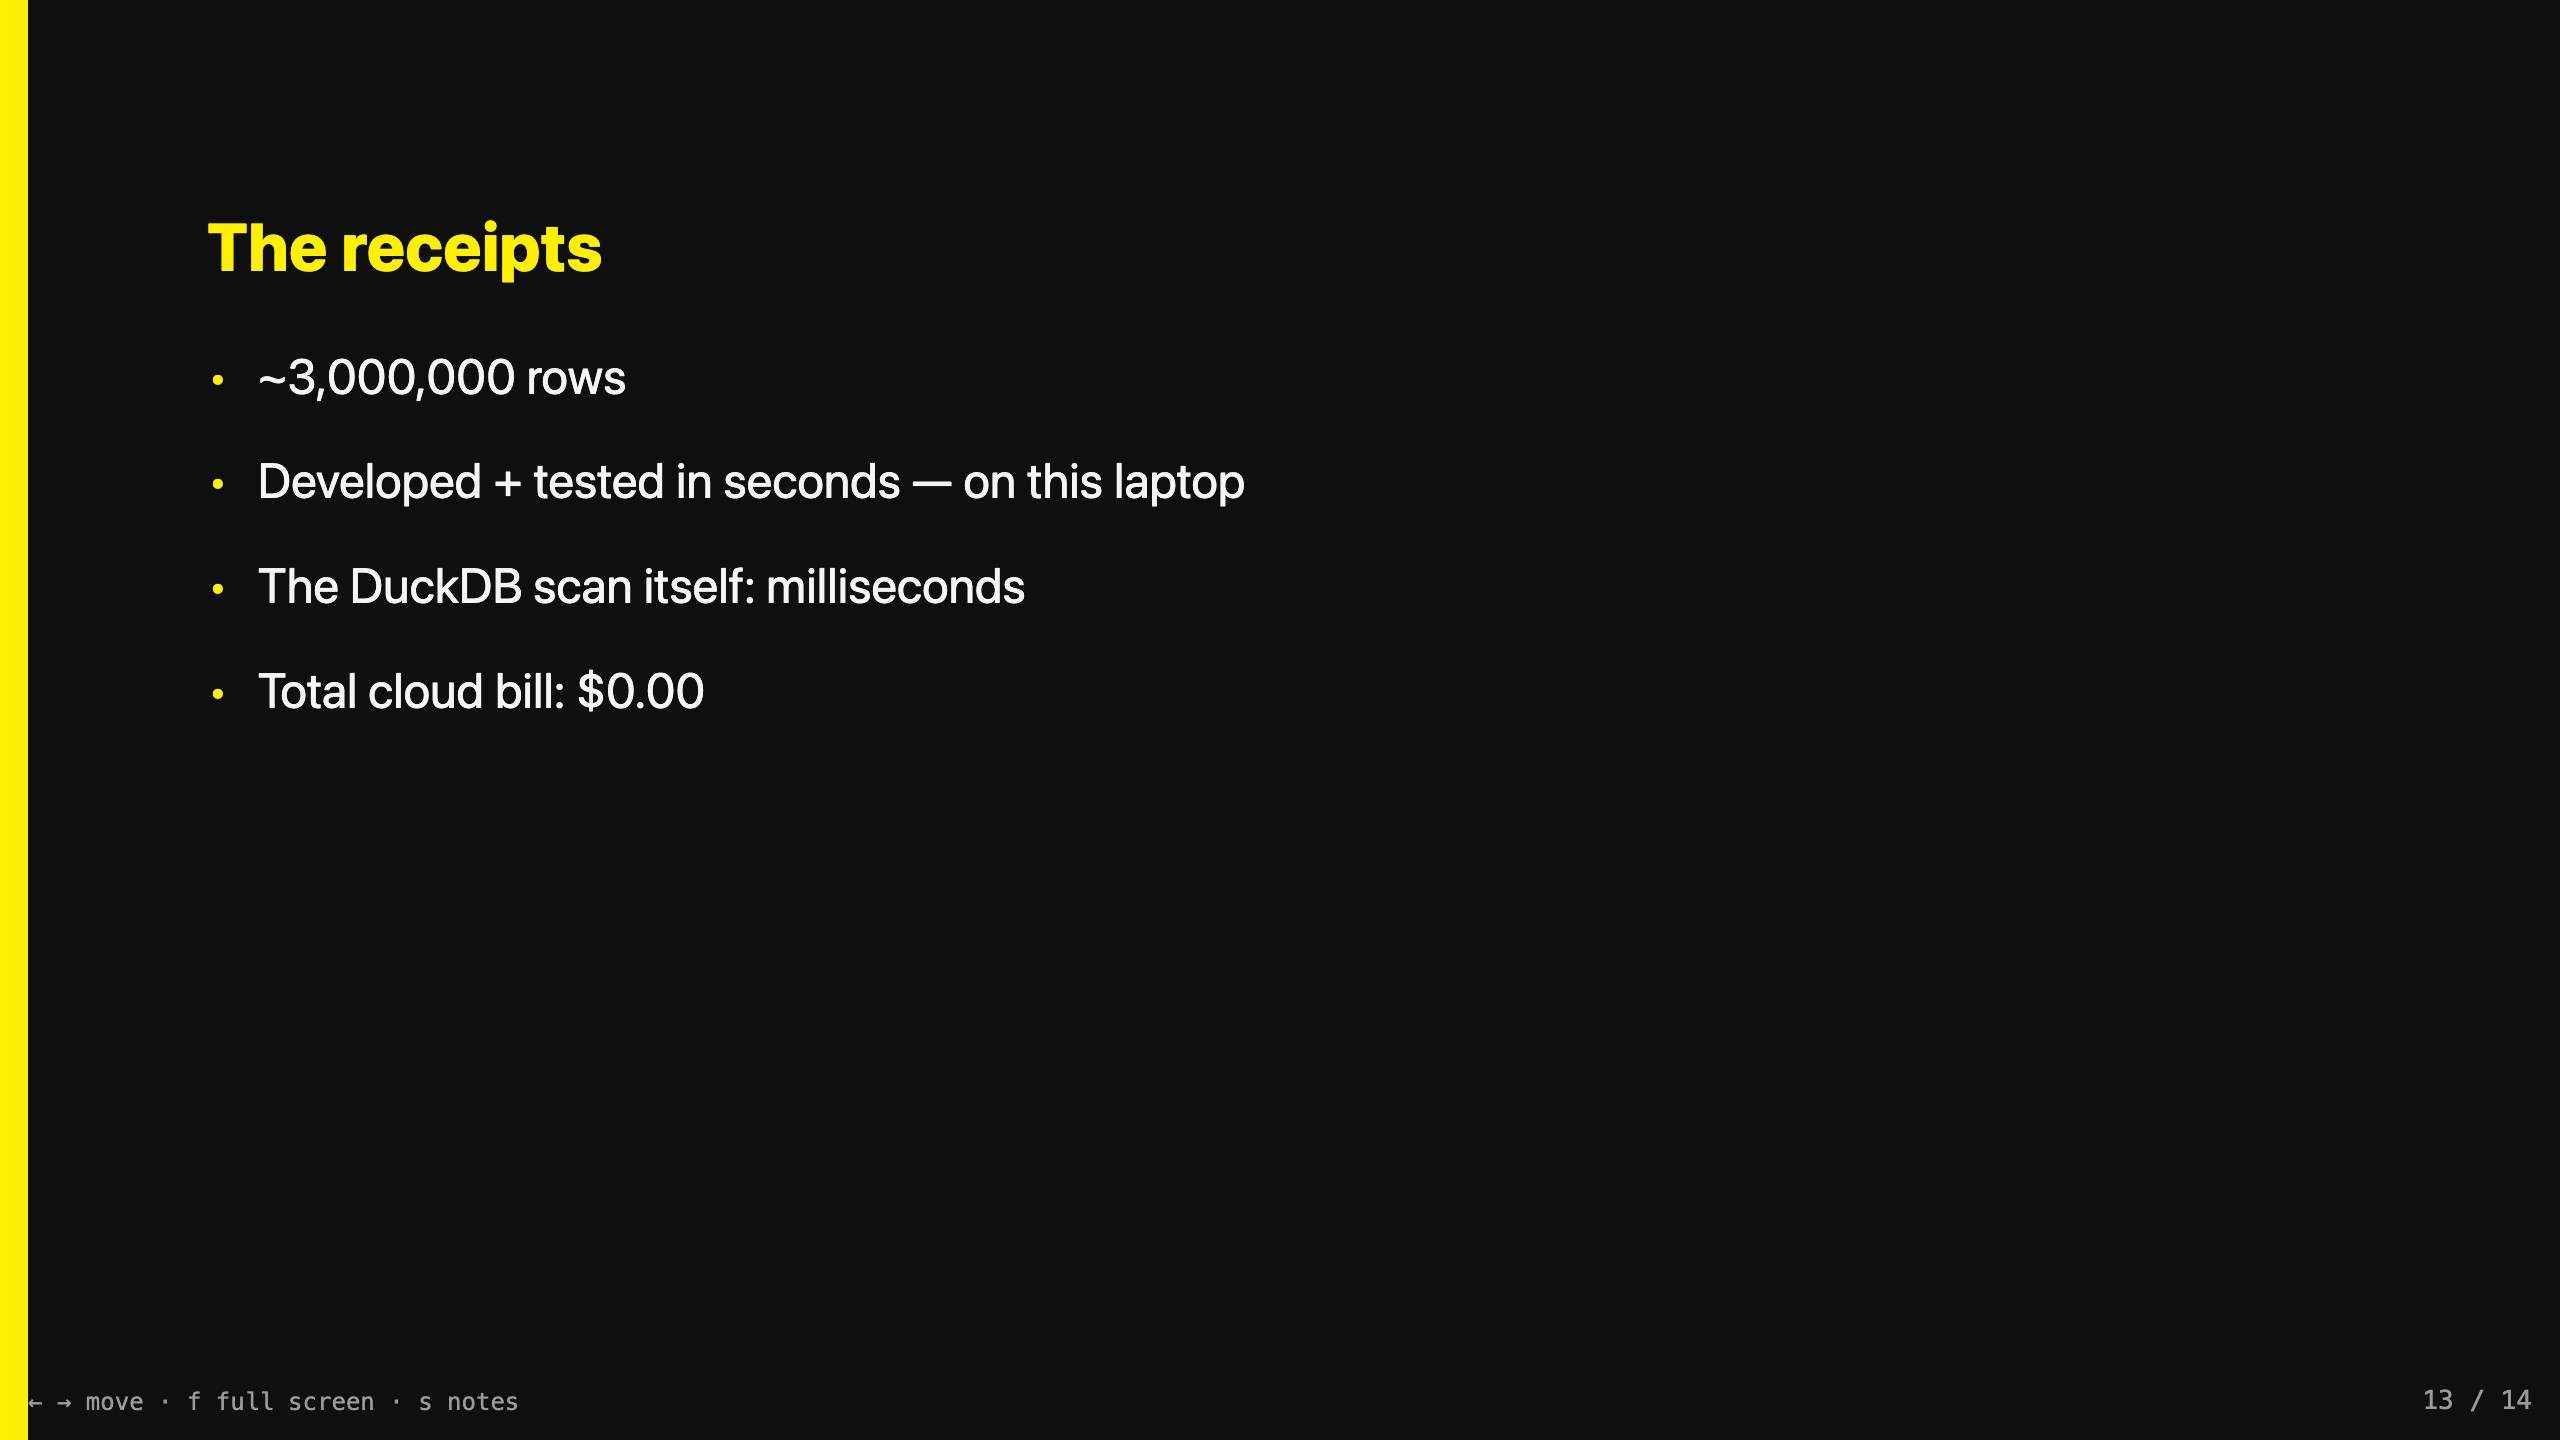 The receipts
• ~3,000,000 rows
• Developed + tested in seconds — on this laptop
• The DuckDB scan itself: milliseconds
• Total cloud bill: $0.00
← → move · f full screen · s notes
13 / 14